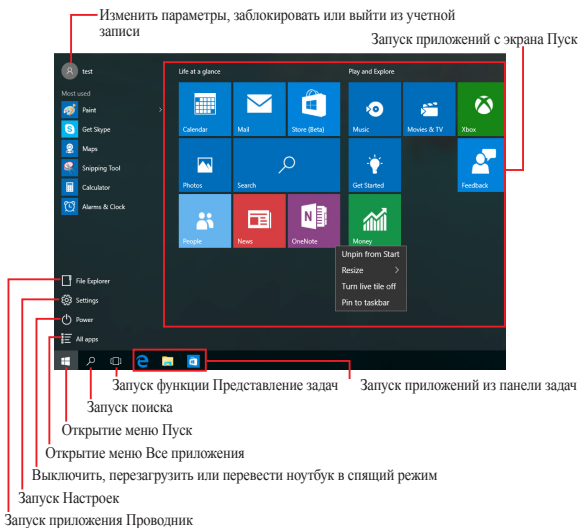 Изменить параметры, заблокировать или выйти из учетной
записи
Запуск приложений с экрана Пуск
test
Life at a glance
Play and Explore
Most used
Paint
Get Skype
Maps
Snipping Tool
Calculator
Alarms & Clock
Calendar
Mail
Store (Beta)
Music
Movies & TV
Xbox
Photos
Search
Get Started
Feedback
People
News
N
OneNote
Money
Unpin from Start
Resize
Turn live tile off
Pin to taskbar
File Explorer
Settings
Power
All apps
Запуск функции Представление задач
Запуск приложений из панели задач
Запуск поиска
Открытие меню Пуск
Открытие меню Все приложения
Выключить, перезагрузить или перевести ноутбук в спящий режим
Запуск Настроек
Запуск приложения Проводник